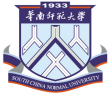 1933
華南師範大學
SOUTH CHINA NORMAL UNIVERSITY